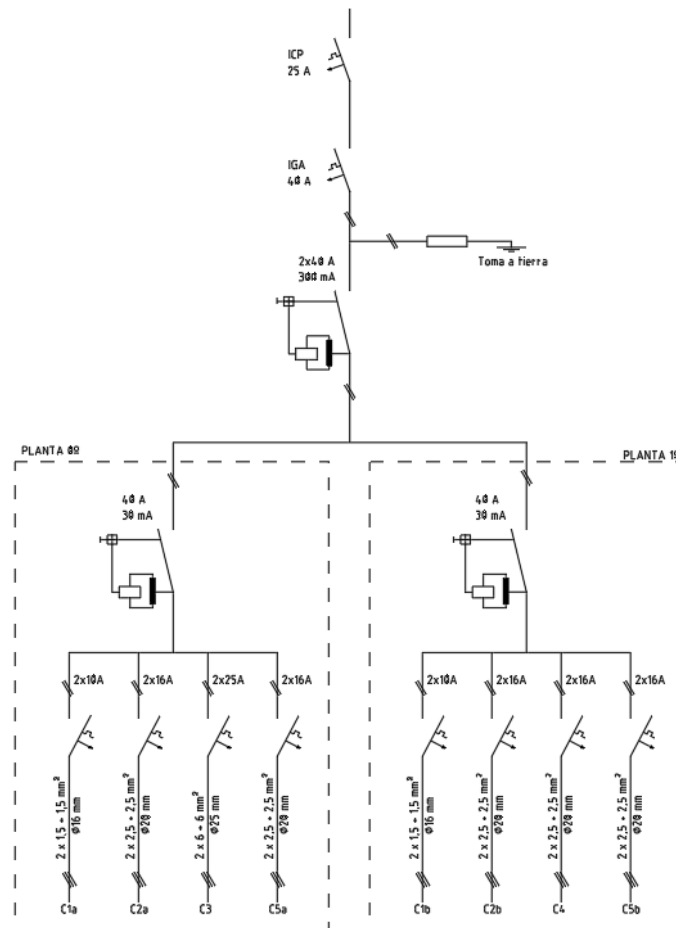 ICP
25 A
IGA
40 A
Toma a tierra
2x40 A
300 mA
PLANTA 0º
PLANTA 1º
40 A
30 mA
40 A
30 mA
2x10A
2x16A
2x25A
2x16A
2x10A
2x16A
2x16A
2x16A
2 x 1,5 + 1,5 mm²
ø16 mm
2 x 2,5 + 2,5 mm²
ø20 mm
2 x 6 + 6 mm²
ø25 mm
2 x 2,5 + 2,5 mm²
ø20 mm
2 x 1,5 + 1,5 mm²
ø16 mm
2 x 2,5 + 2,5 mm²
ø20 mm
2 x 2,5 + 2,5 mm²
ø20 mm
2 x 2,5 + 2,5 mm²
ø20 mm
C1a
C2a
C3
C5a
C1b
C2b
C4
C5b